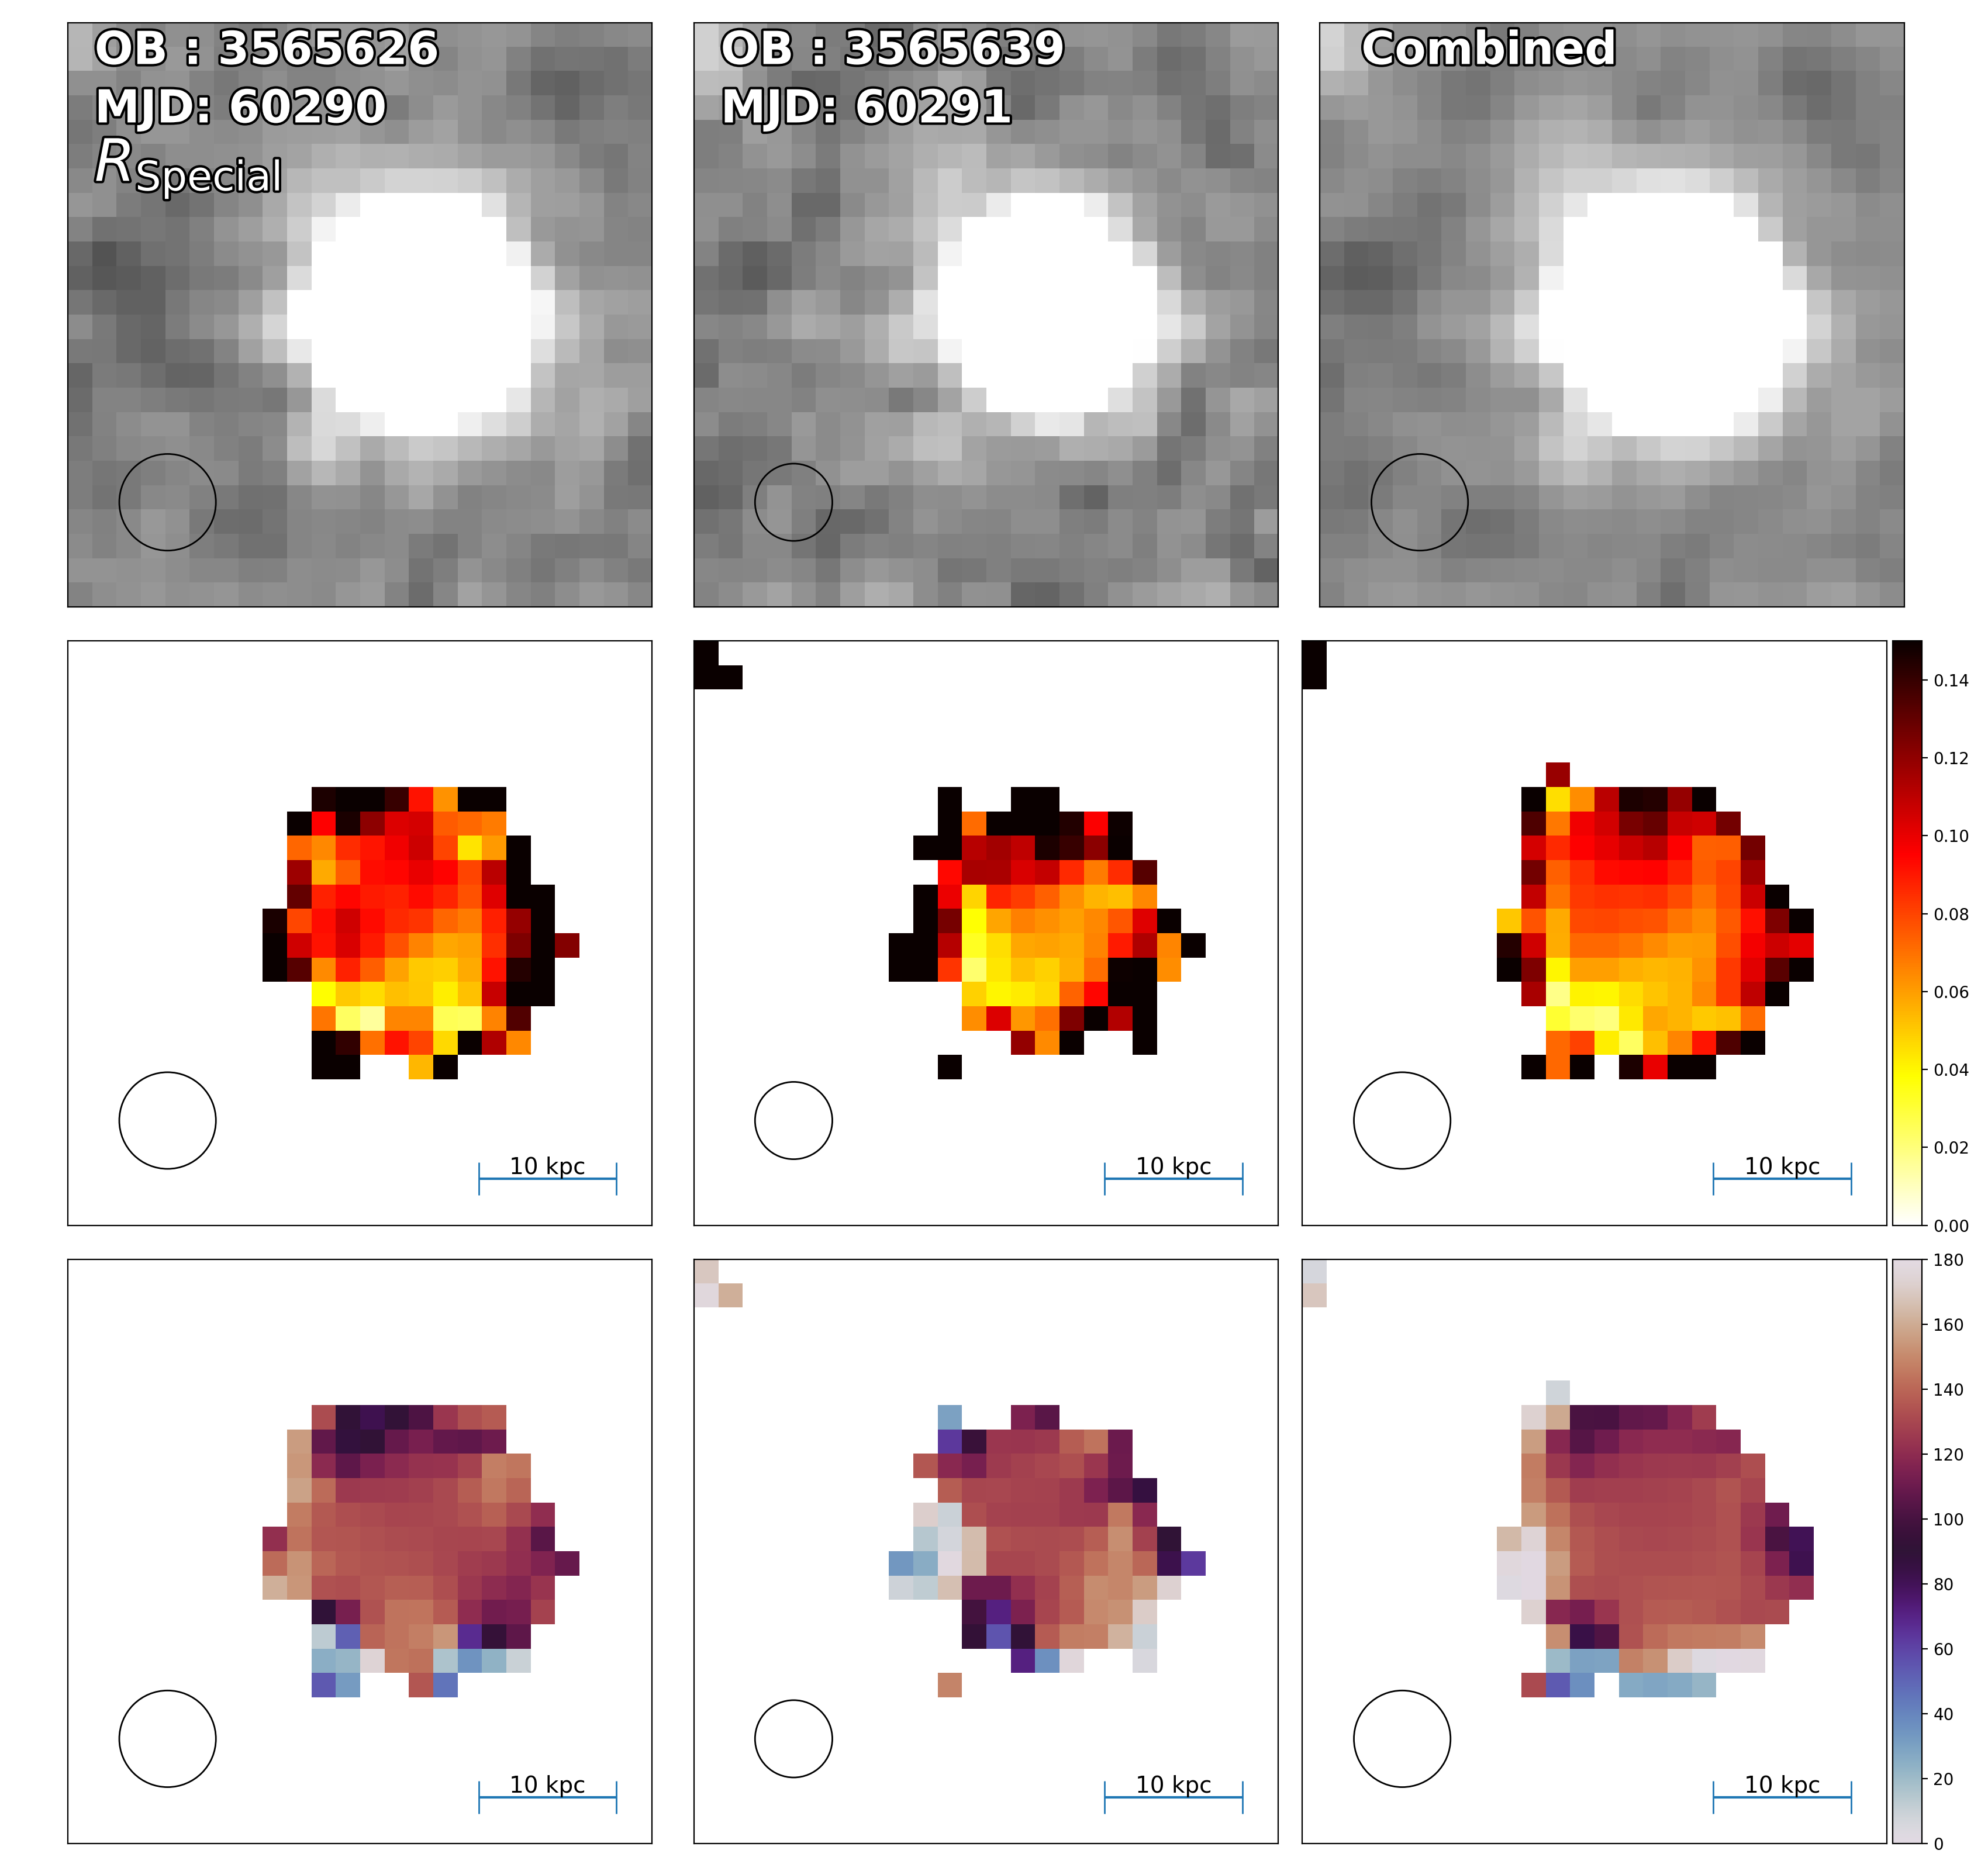 OB : 3565626
MJD: 60290
R Special
OB : 3565639
MJD: 60291
Combined
10 kpc
10 kpc
10 kpc
0.14
0.12
0.10
0.08
0.06
0.04
0.02
0.00
10 kpc
10 kpc
10 kpc
180
160
140
120
100
80
60
40
20
0